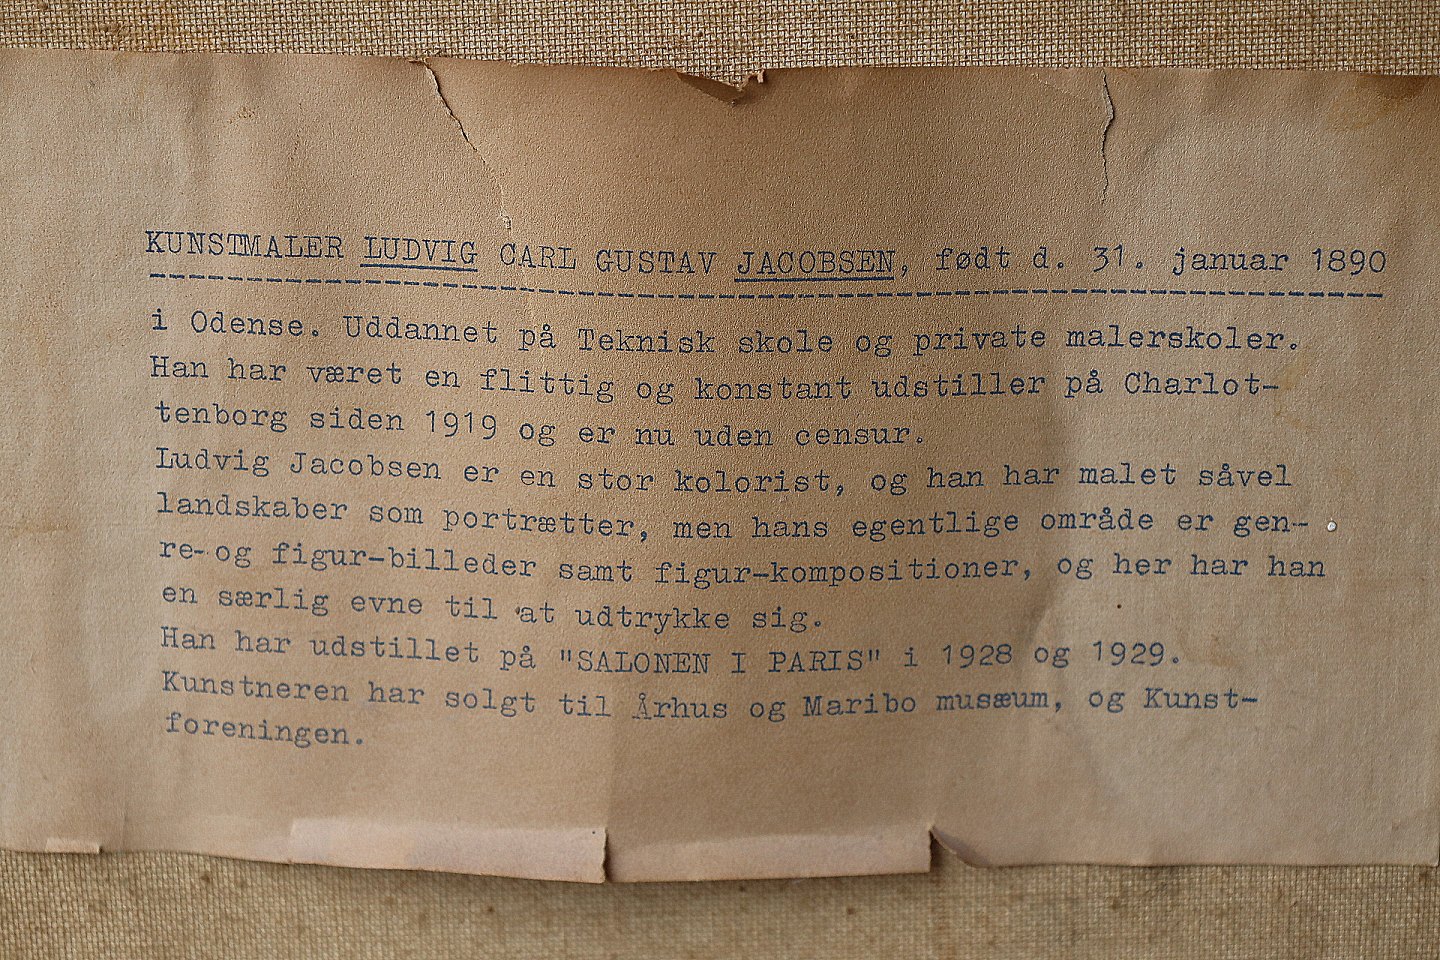 KUNSTMALER LUDVIG CARL GUSTAV JACOBSEN, født d. 31. januar 1890
i Odense. Uddannet på Teknisk skole og private malerskoler.
Han har været en flittig og konstant udstiller på Charlot-
tenborg siden 1919 og er nu uden censur.
Ludvig Jacobsen er en stor kolorist, og han har malet såvel
landskaber som portrætter, men hans egentlige område er gen-
re-og figur-billeder samt figur-kompositioner, og her har han
en særlig evne til at udtrykke sig.
Han har udstillet på "SALONEN I PARIS" i 1928 og 1929.
Kunstneren har solgt til Århus og Maribo musæum, og Kunst-
foreningen.